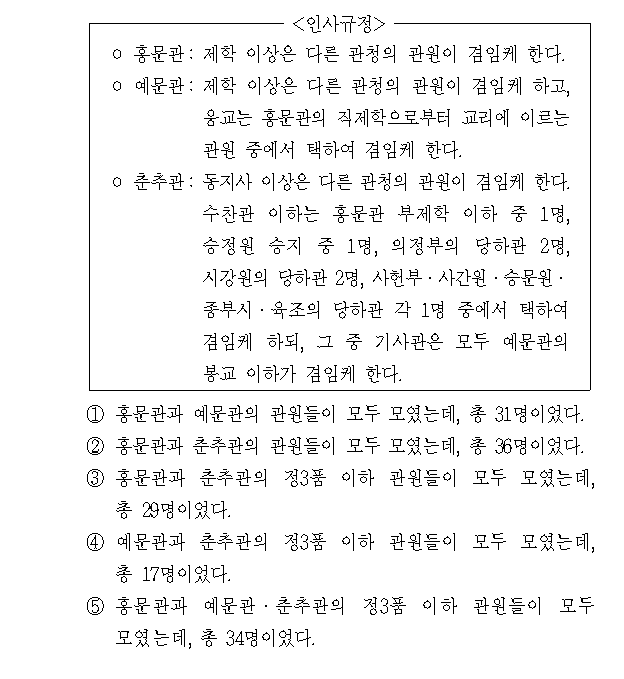 <인사규정>
○ 홍문관 : 제학 이상은 다른 관청의 관원이 겸임케 한다.
○ 예문관 : 제학 이상은 다른 관청의 관원이 겸임케 하고,
응교는 홍문관의 직제학으로부터 교리에 이르는
관원 중에서 택하여 겸임케 한다.
○ 춘추관 : 동지사 이상은 다른 관청의 관원이 겸임케 한다.
수찬관 이하는 홍문관 부제학 이하 중 1명,
승정원 승지 중 1명, 의정부의 당하관 2명,
시강원의 당하관 2명, 사헌부·사간원·승문원·
종부시·육조의 당하관 각 1명 중에서 택하여
겸임케 하되, 그 중 기사관은 모두 예문관의
봉교 이하가 겸임케 한다.
① 홍문관과 예문관의 관원들이 모두 모였는데, 총 31명이었다.
② 홍문관과 춘추관의 관원들이 모두 모였는데, 총 36명이었다.
③ 홍문관과 춘추관의 정3품 이하 관원들이 모두 모였는데,
총 29명이었다.
④ 예문관과 춘추관의 정3품 이하 관원들이 모두 모였는데,
총 17명이었다.
⑤ 홍문관과 예문관·춘추관의 정3품 이하 관원들이 모두
모였는데, 총 34명이었다.